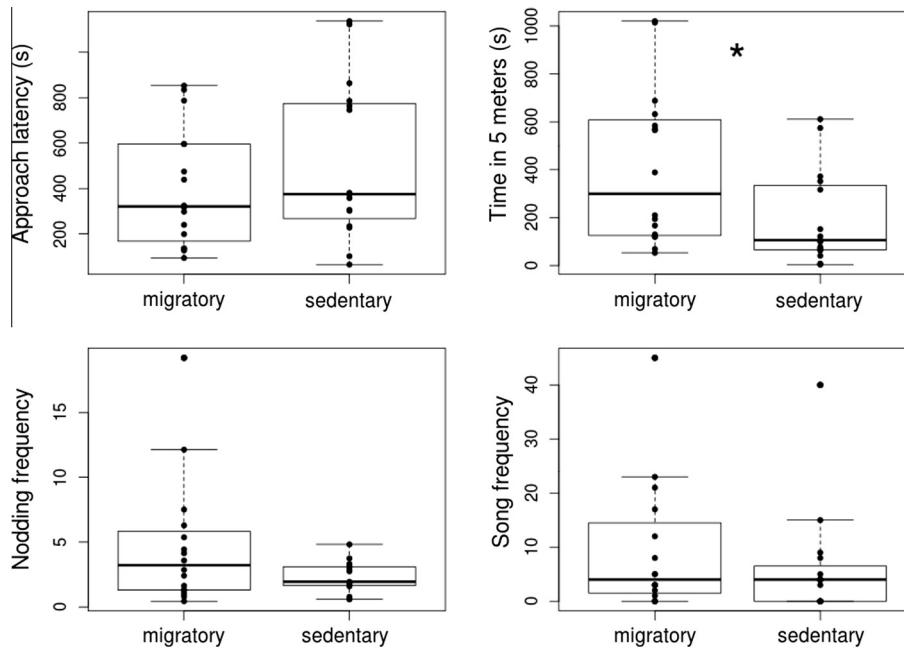 Approach latency (s)
200
400
600
800
migratory
sedentary
Time in 5 meters (s)
0
200
400
600
800
1000
*
migratory
sedentary
Nodding frequency
0
5
10
15
migratory
sedentary
Song frequency
0
10
20
30
40
migratory
sedentary